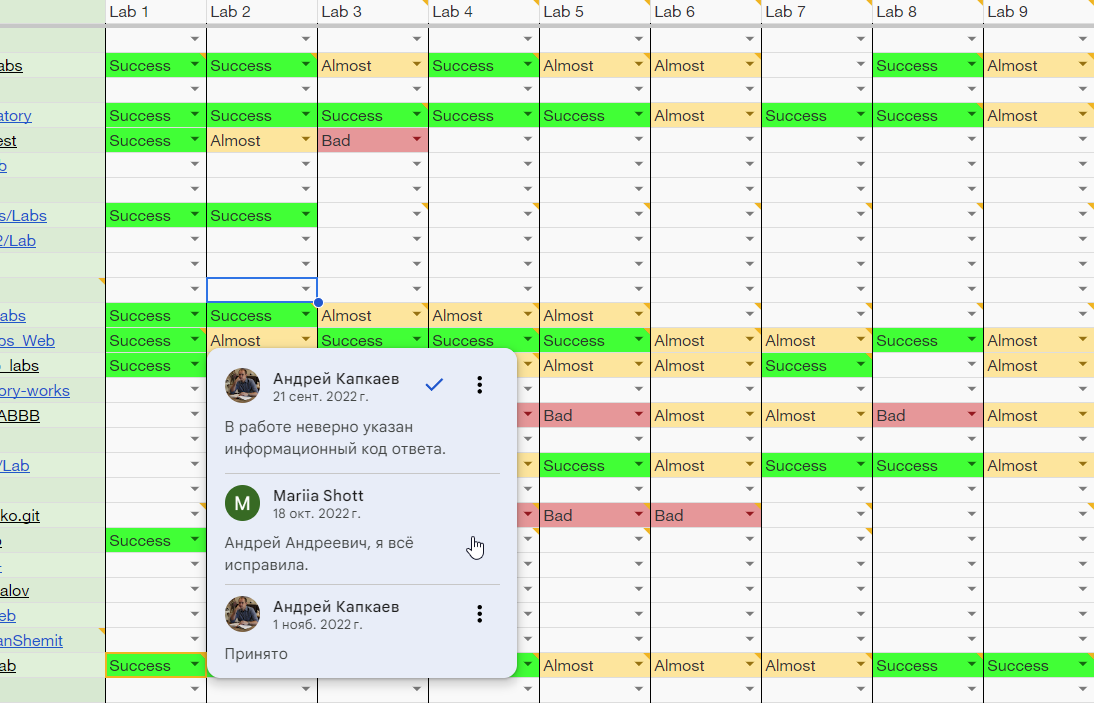 Lab 1 Lab 2 Lab 3 Lab 4 Lab 5 Lab 6 Lab 7 Lab 8 Lab 9
abs Success Success Almost Success Almost Almost Success Almost
atory Success Success Success Success Success Almost Success Success Almost
est Success Almost Bad
o
s/Labs Success Success
2/Lab
abs Success Success Almost Almost Almost
os_Web Success Almost Success Success Success Almost Almost Success Almost
_labs Success Almost Almost Success Almost
ory-works
ABBB Bad Almost Almost Bad Almost
/Lab Success Almost Success Success Almost
ko.git Bad Bad
Success
alov
eb
anShemit
ab Success Almost Almost Almost Success Success
Андрей Капкаев
21 сент. 2022 г.
В работе неверно указан
информационный код ответа.
M
Mariia Shott
18 окт. 2022 г.
Андрей Андреевич, я всё
исправила.
Андрей Капкаев
1 нояб. 2022 г.
Принято